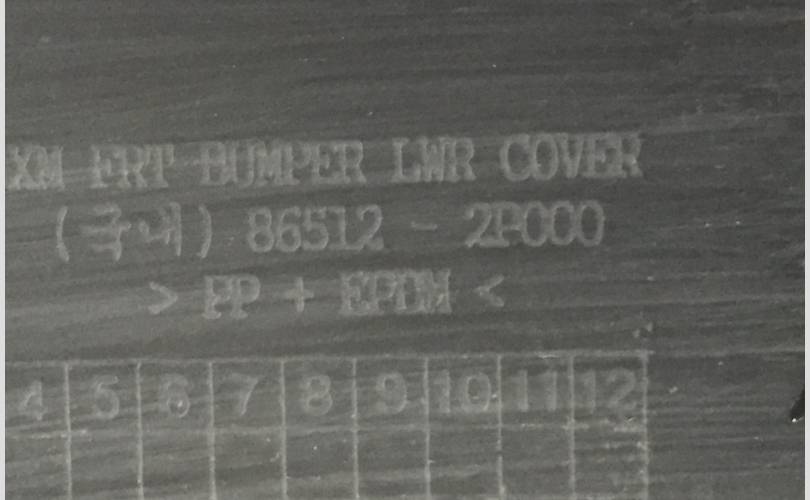 XM FRT BUMPER LWR COVER
(국내) 86512 - 2P000
> PP + EPDM <
4 5 6 7 8 9 10 11 12